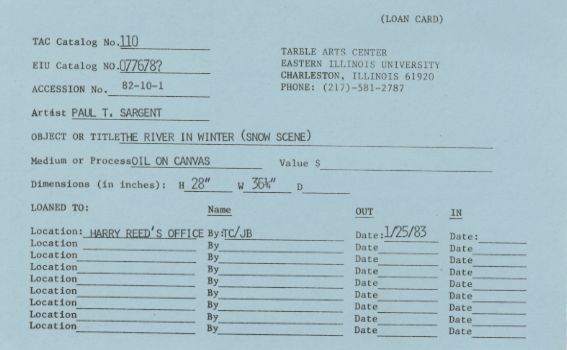 (LOAN CARD)
TAC Catalog No. 110
EIU Catalog NO. 077678?
ACCESSION No. 82-10-1
TARBLE ARTS CENTER
EASTERN ILLINOIS UNIVERSITY
CHARLESTON, ILLINOIS 61920
PHONE: (217)-581-2787
Artist PAUL T. SARGENT
OBJECT OR TITLE THE RIVER IN WINTER (SNOW SCENE)
Medium or Process OIL ON CANVAS Value $
Dimensions (in inches): H 28" W 36¼" D
LOANED TO: Name OUT IN
Location: HARRY REED'S OFFICE By: TC/JB Date: 1/25/83 Date:
Location By Date Date
Location By Date Date
Location By Date Date
Location By Date Date
Location By Date Date
Location By Date Date
Location By Date Date
Location By Date Date